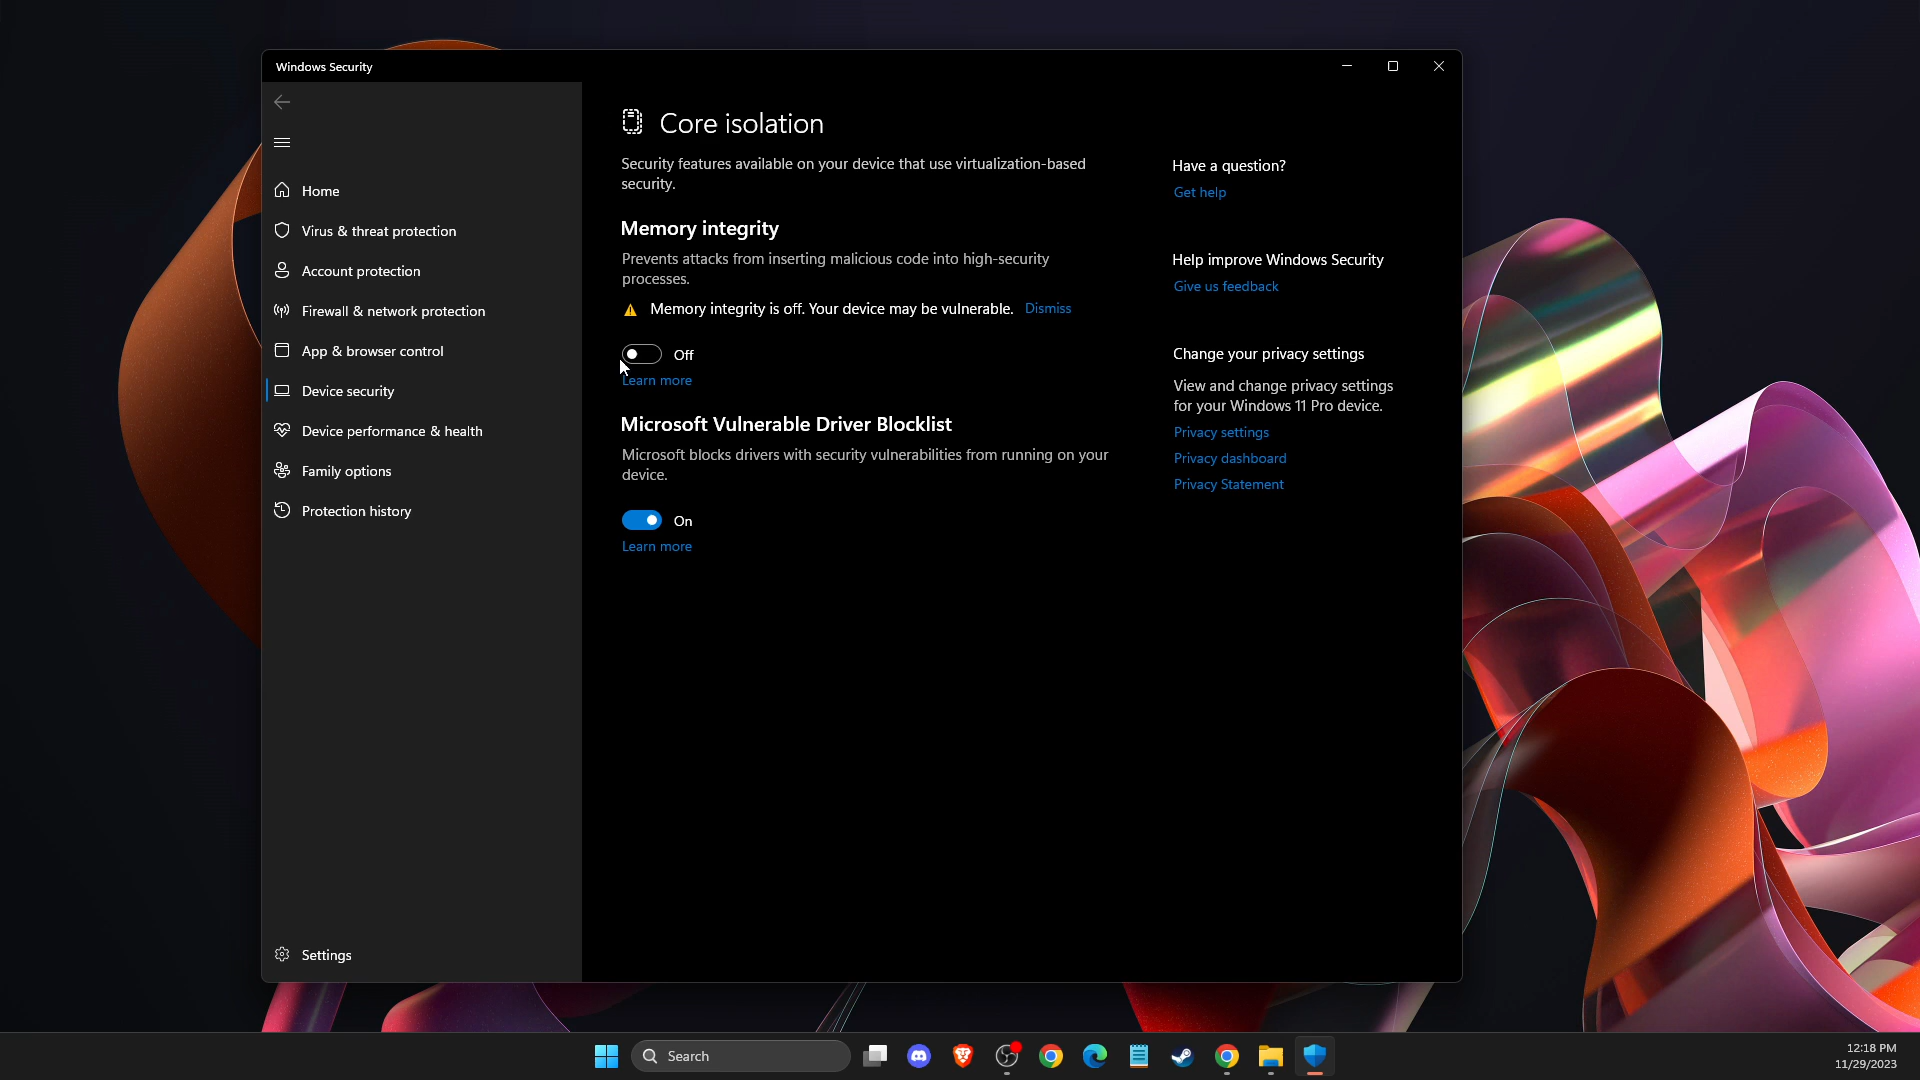 Windows Security
Core isolation
Security features available on your device that use virtualization-based
security.
Memory integrity
Prevents attacks from inserting malicious code into high-security
processes.
Memory integrity is off. Your device may be vulnerable. Dismiss
Off
Learn more
Microsoft Vulnerable Driver Blocklist
Microsoft blocks drivers with security vulnerabilities from running on your
device.
On
Learn more
Home
Virus & threat protection
Account protection
Firewall & network protection
App & browser control
Device security
Device performance & health
Family options
Protection history
Settings
Have a question?
Get help
Help improve Windows Security
Give us feedback
Change your privacy settings
View and change privacy settings
for your Windows 11 Pro device.
Privacy settings
Privacy dashboard
Privacy Statement
Search
12:18 PM
11/29/2023